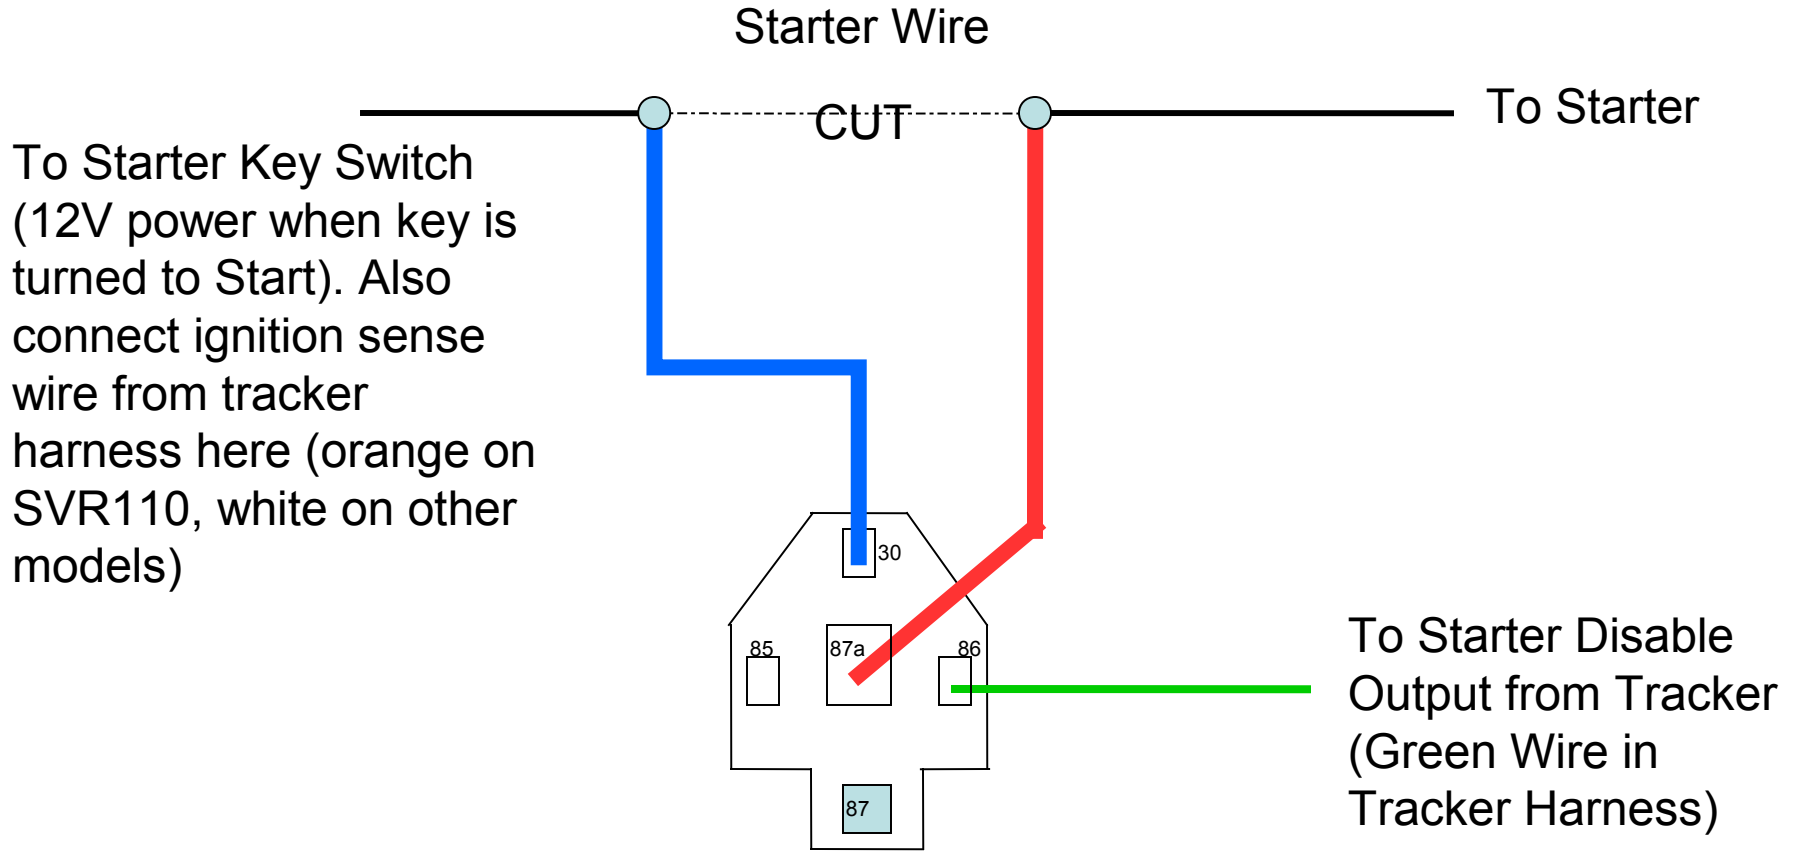 Starter Wire
CUT
To Starter
To Starter Key Switch
(12V power when key is
turned to Start). Also
connect ignition sense
wire from tracker
harness here (orange on
SVR110, white on other
models)
30
85
87a
86
87
To Starter Disable
Output from Tracker
(Green Wire in
Tracker Harness)